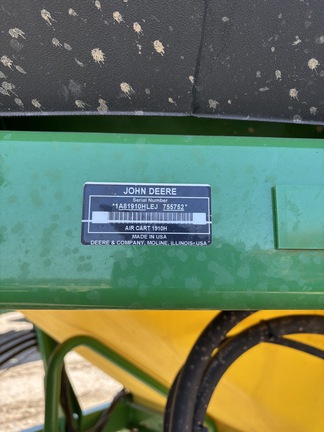 JOHN DEERE
Serial Number
*1A81910HLEJ 755752*
AIR CART 1910H
MADE IN USA
DEERE & COMPANY, MOLINE, ILLINOIS, USA